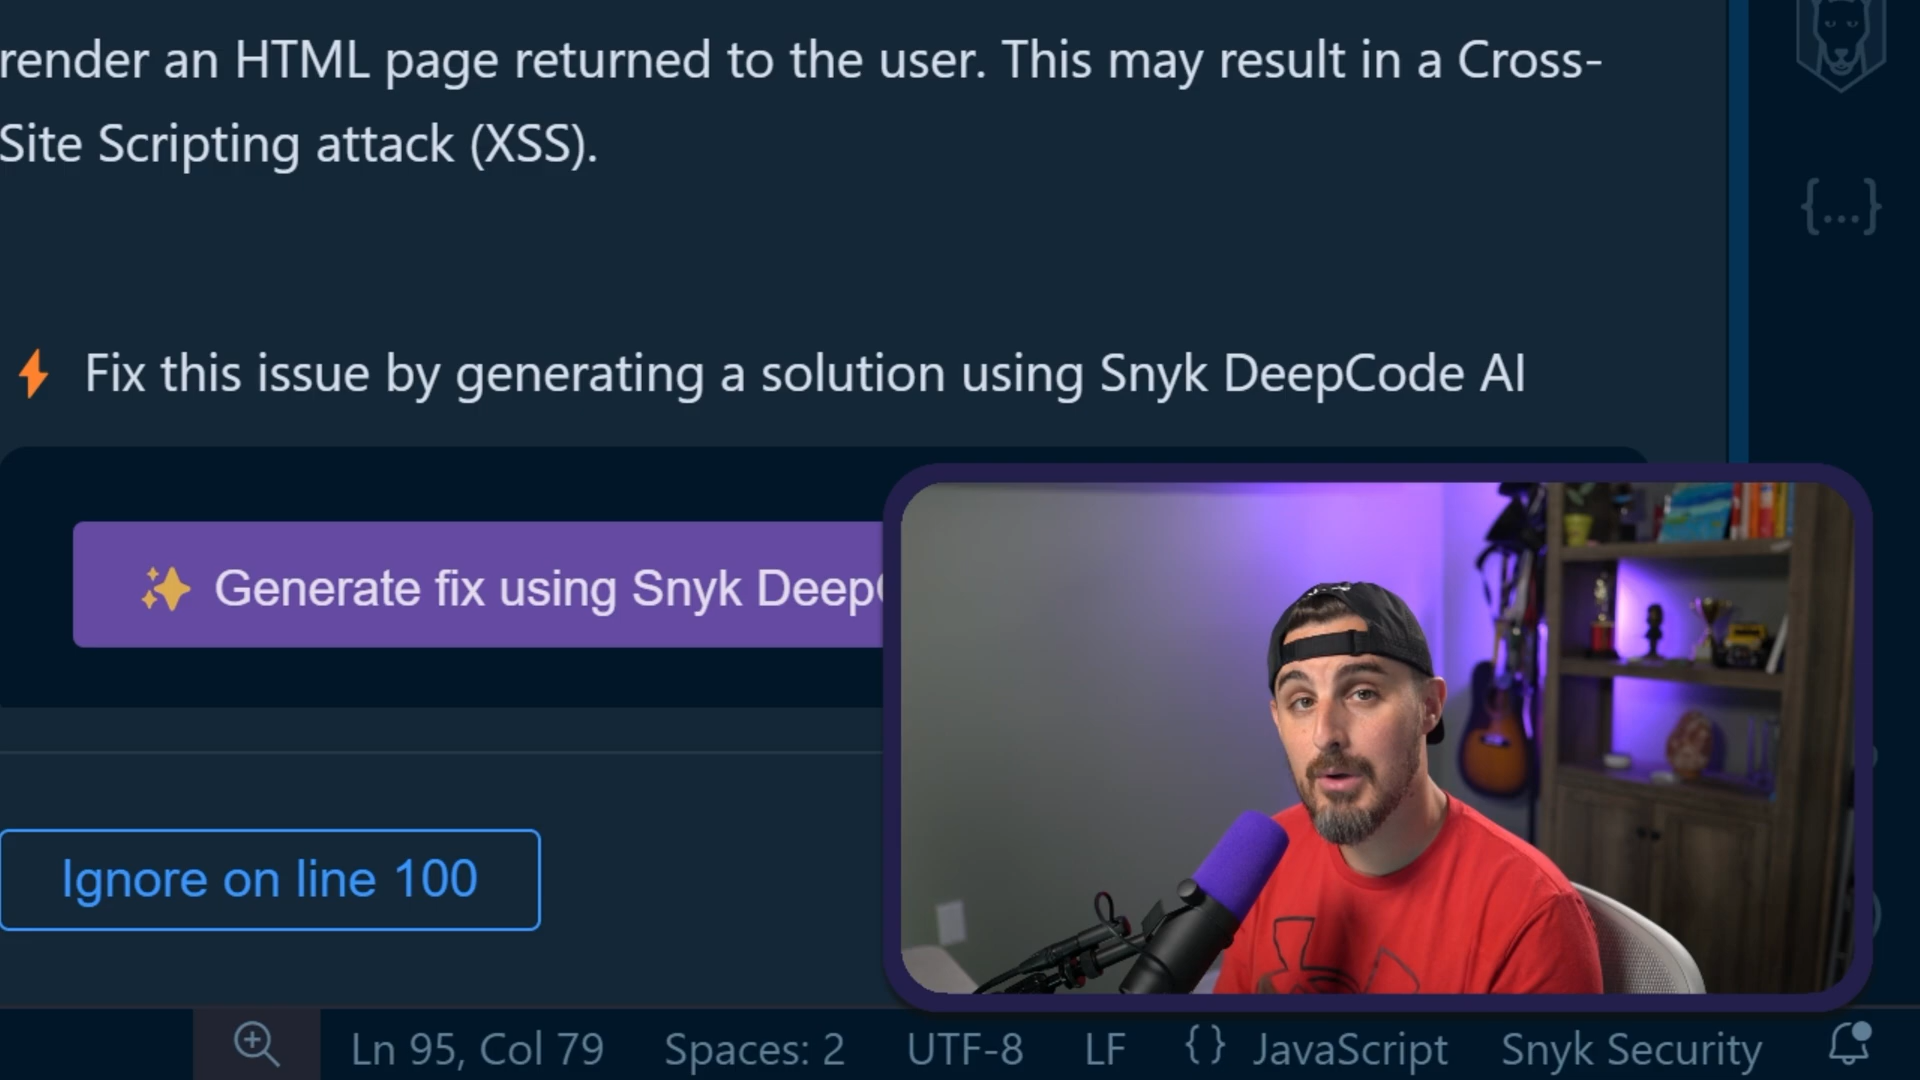 render an HTML page returned to the user. This may result in a Cross-
Site Scripting attack (XSS).
Fix this issue by generating a solution using Snyk DeepCode AI
Generate fix using Snyk Deep
Ignore on line 100
Ln 95, Col 79 Spaces: 2 UTF-8 LF {} JavaScript Snyk Security